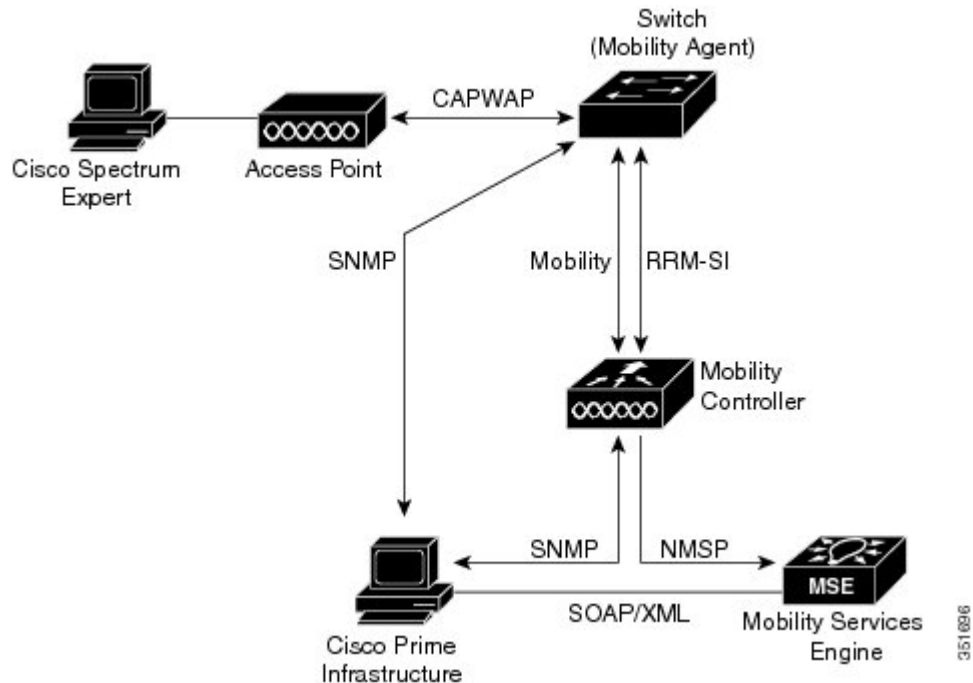 Switch
(Mobility Agent)
CAPWAP
Cisco Spectrum
Expert
Access Point
SNMP
Mobility
RRM-SI
Mobility
Controller
SNMP
NMSP
MSE
SOAP/XML
Mobility Services
Engine
Cisco Prime
Infrastructure
351696